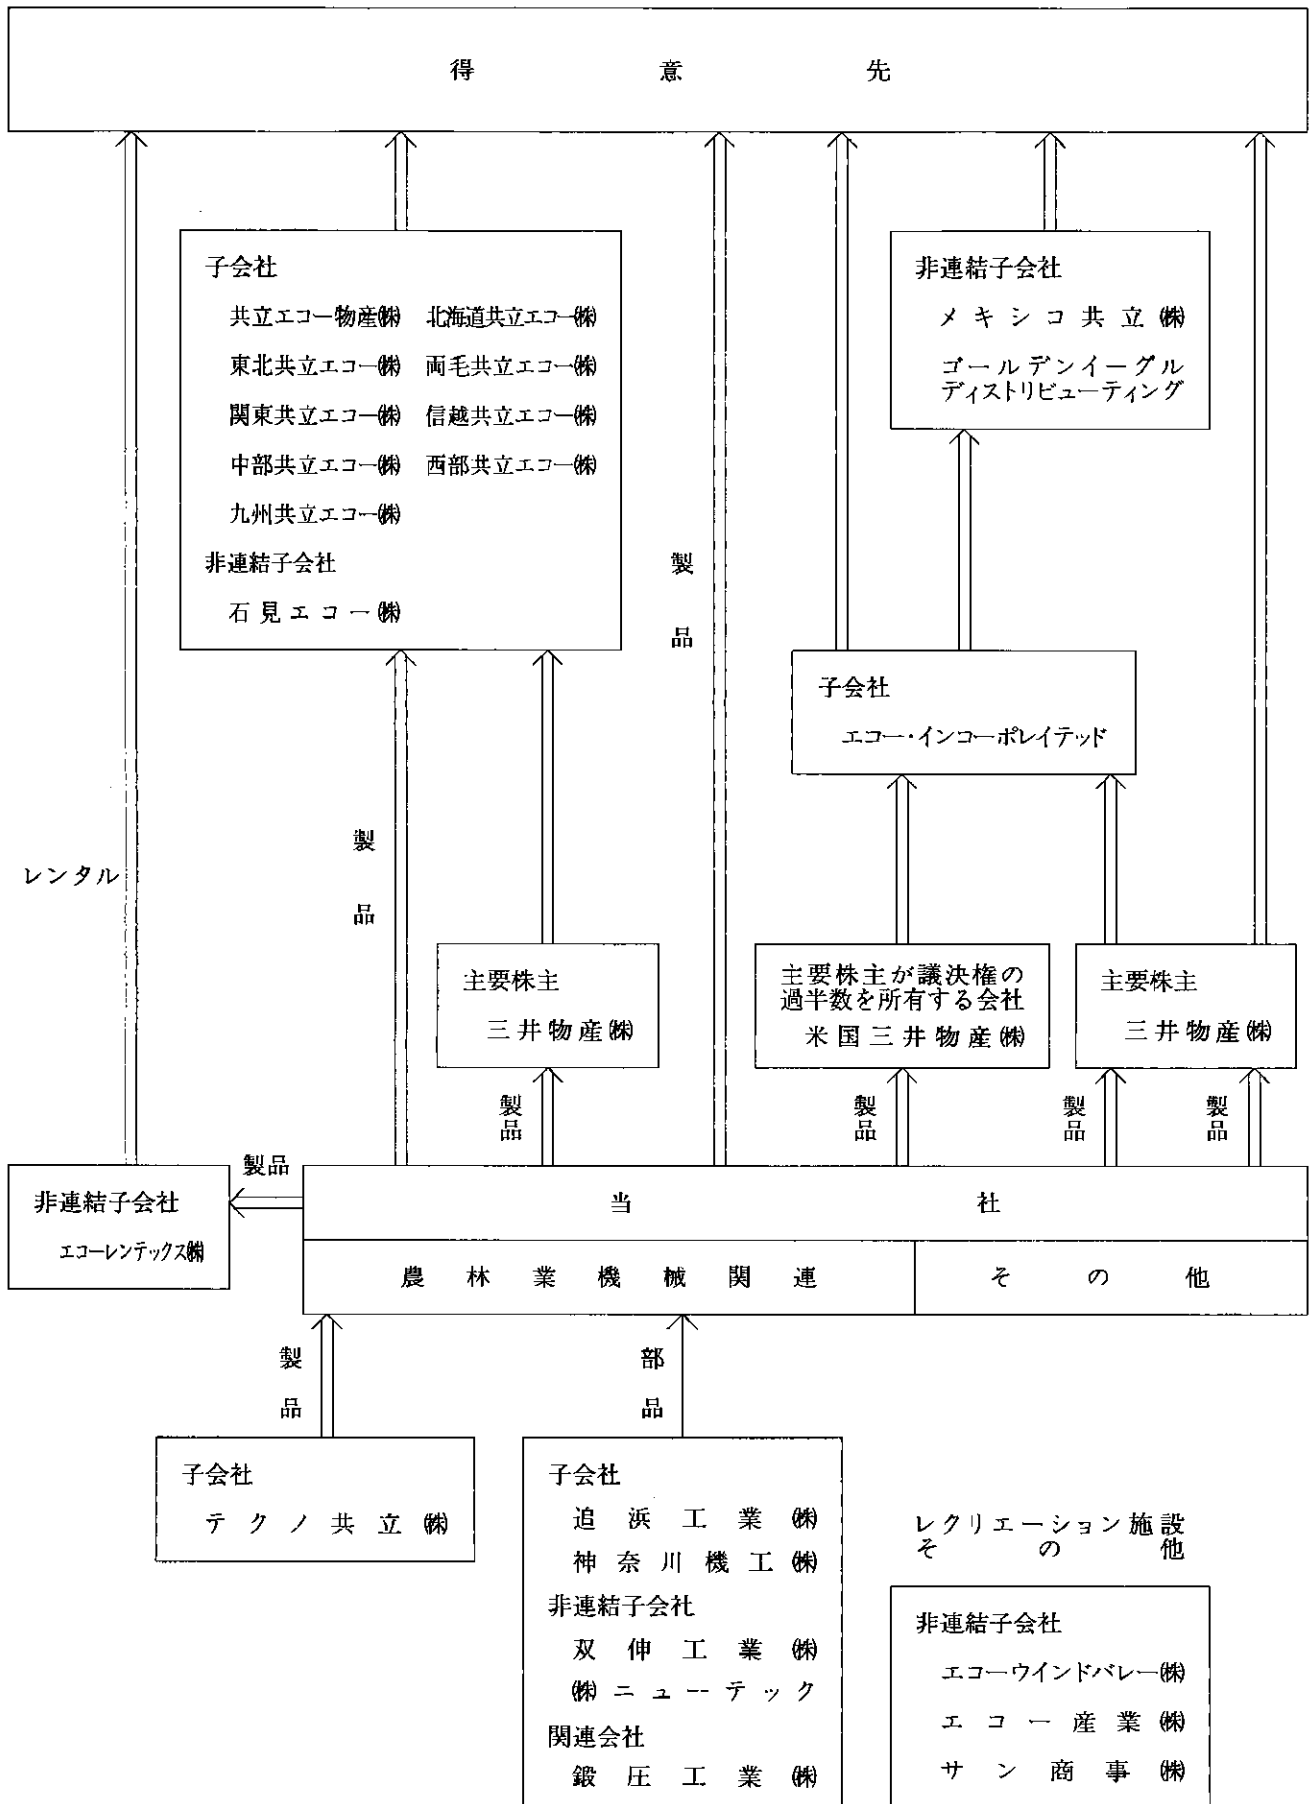 得意先
子会社
共立エコー物産㈱ 北海道共立エコー㈱
東北共立エコー㈱ 両毛共立エコー㈱
関東共立エコー㈱ 信越共立エコー㈱
中部共立エコー㈱ 西部共立エコー㈱
九州共立エコー㈱
非連結子会社
石見エコー㈱
非連結子会社
メキシコ共立㈱
ゴールデンイーグル
ディストリビューティング
製品
子会社
エコー・インコーポレイテッド
レンタル
製品
主要株主
三井物産㈱
主要株主が議決権の
過半数を所有する会社
米国三井物産㈱
主要株主
三井物産㈱
製品
製品
製品
製品
製品
非連結子会社
エコーレンテックス㈱
当社
農林業機械関連
その他
製品
部品
子会社
テクノ共立㈱
子会社
追浜工業㈱
神奈川機工㈱
非連結子会社
双伸工業㈱
㈱ニューテック
関連会社
鍛圧工業㈱
レクリエーション施設
その他
非連結子会社
エコーウインドバレー㈱
エコー産業㈱
サン商事㈱